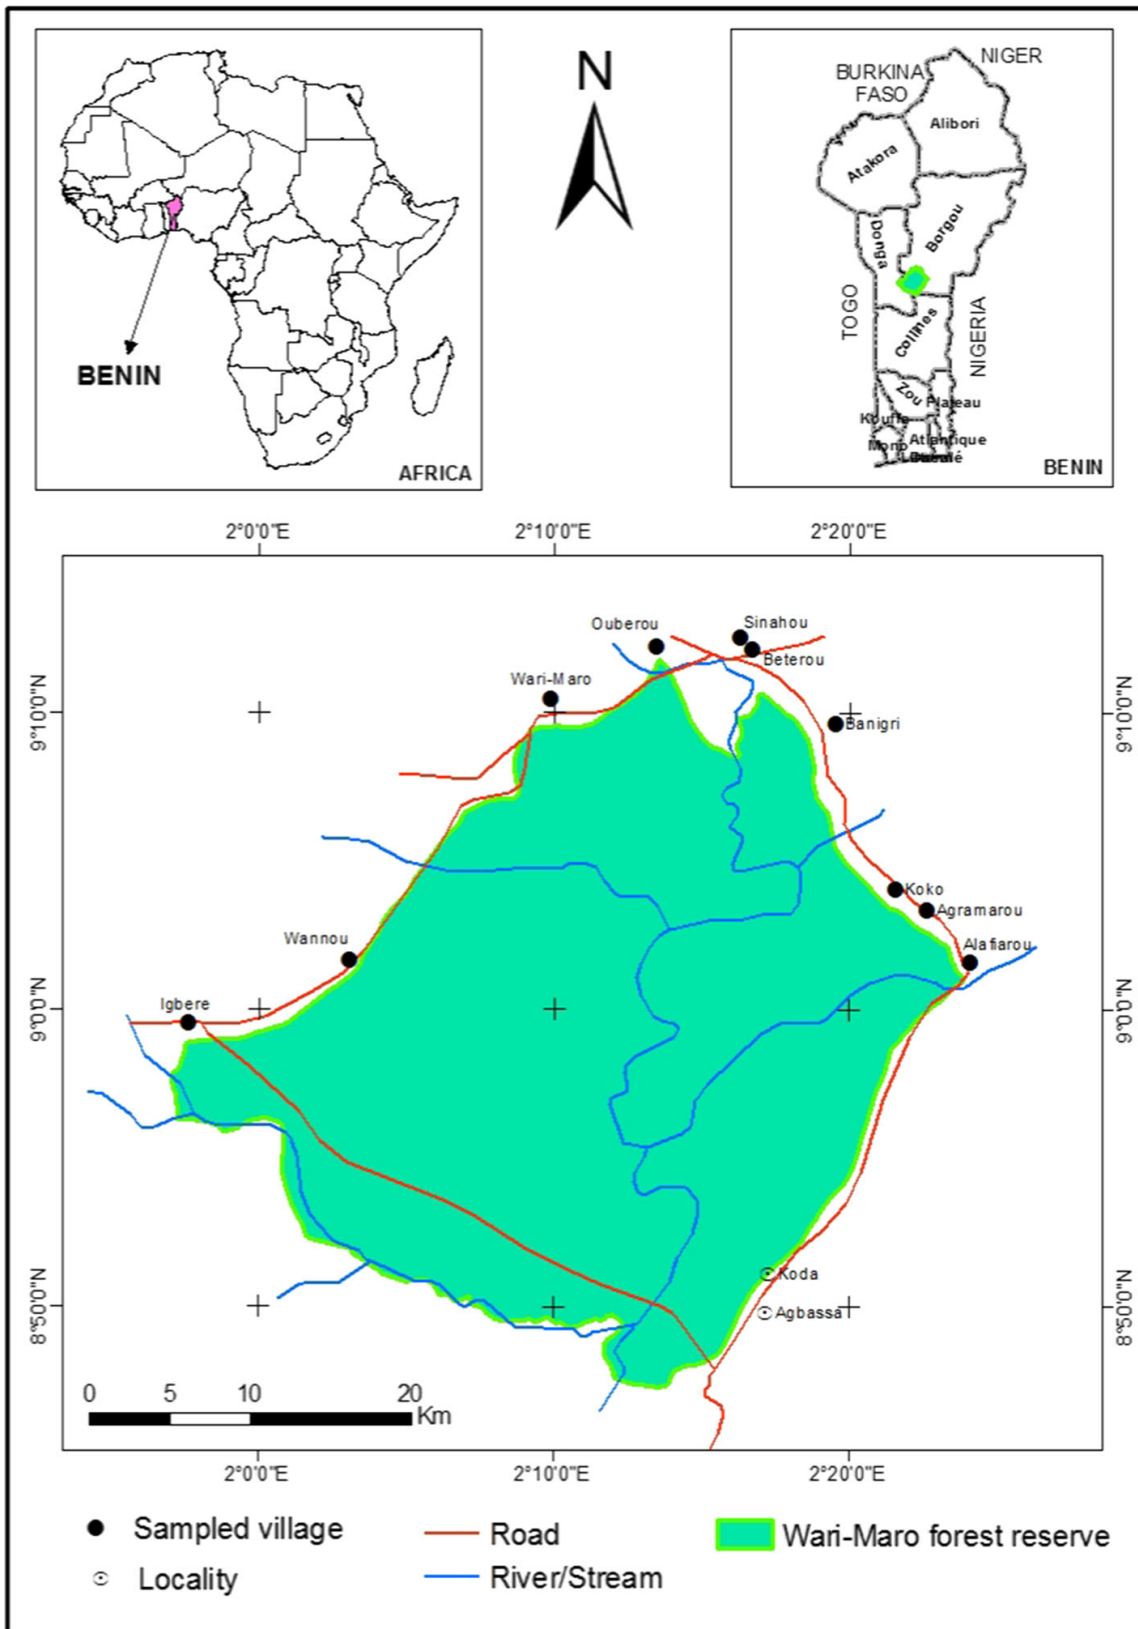 N
BENIN
AFRICA
BURKINA
FASO
NIGER
Alibori
Atakora
Borgou
Donga
TOGO
NIGERIA
Collines
Zou
Plateau
Mono
Atlantique
BENIN
2°0'0"E
2°10'0"E
2°20'0"E
Ouberou
Sinahou
Beterou
Wari-Maro
9°10'0"N
Banigri
9°10'0"N
Koko
Agramarou
Alafiarou
Wannou
Igbere
9°0'0"N
9°0'0"N
Koda
Agbassa
8°50'0"N
8°50'0"N
0 5 10 20
Km
2°0'0"E
2°10'0"E
2°20'0"E
Sampled village
Road
Wari-Maro forest reserve
Locality
River/Stream